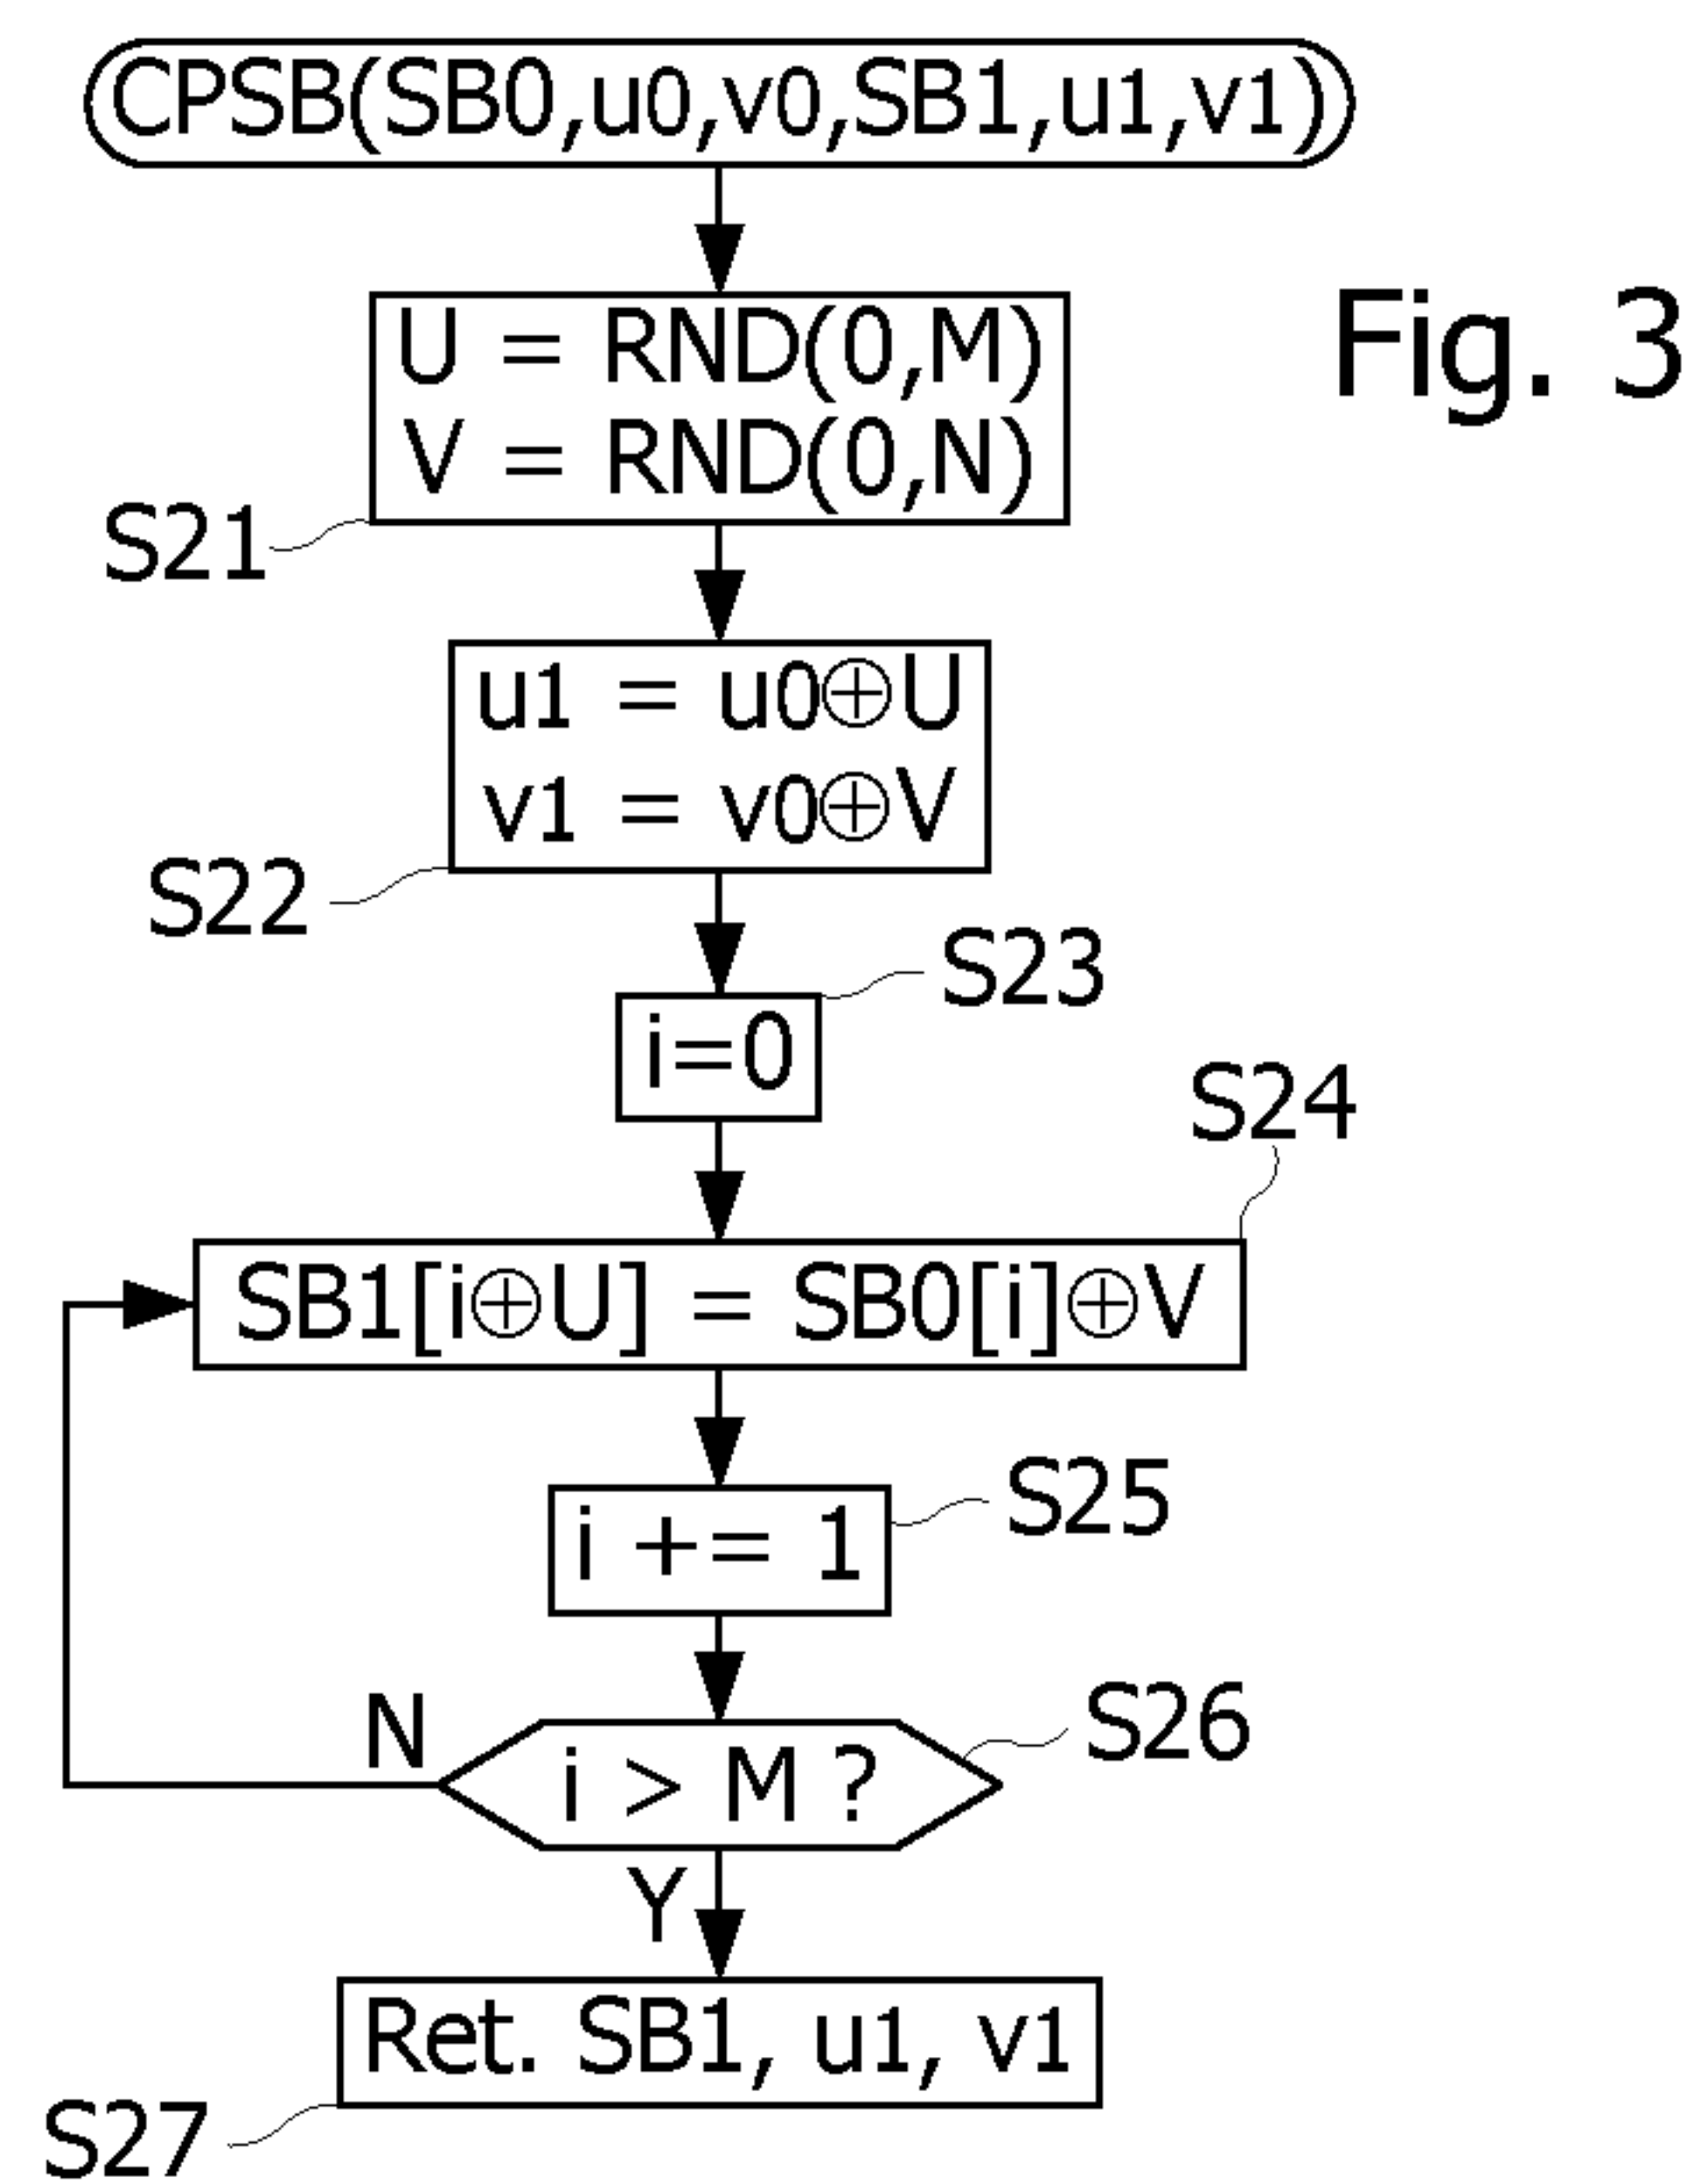 CPSB(SB0,u0,v0,SB1,u1,v1)
U = RND(0,M)
Fig. 3
V = RND(0,N)
S21
u1 = u0⊕U
v1 = v0⊕V
S22
S23
i=0
S24
SB1[i⊕U] = SB0[i]⊕V
S25
i += 1
S26
N
i > M ?
Y
Ret. SB1, u1, v1
S27